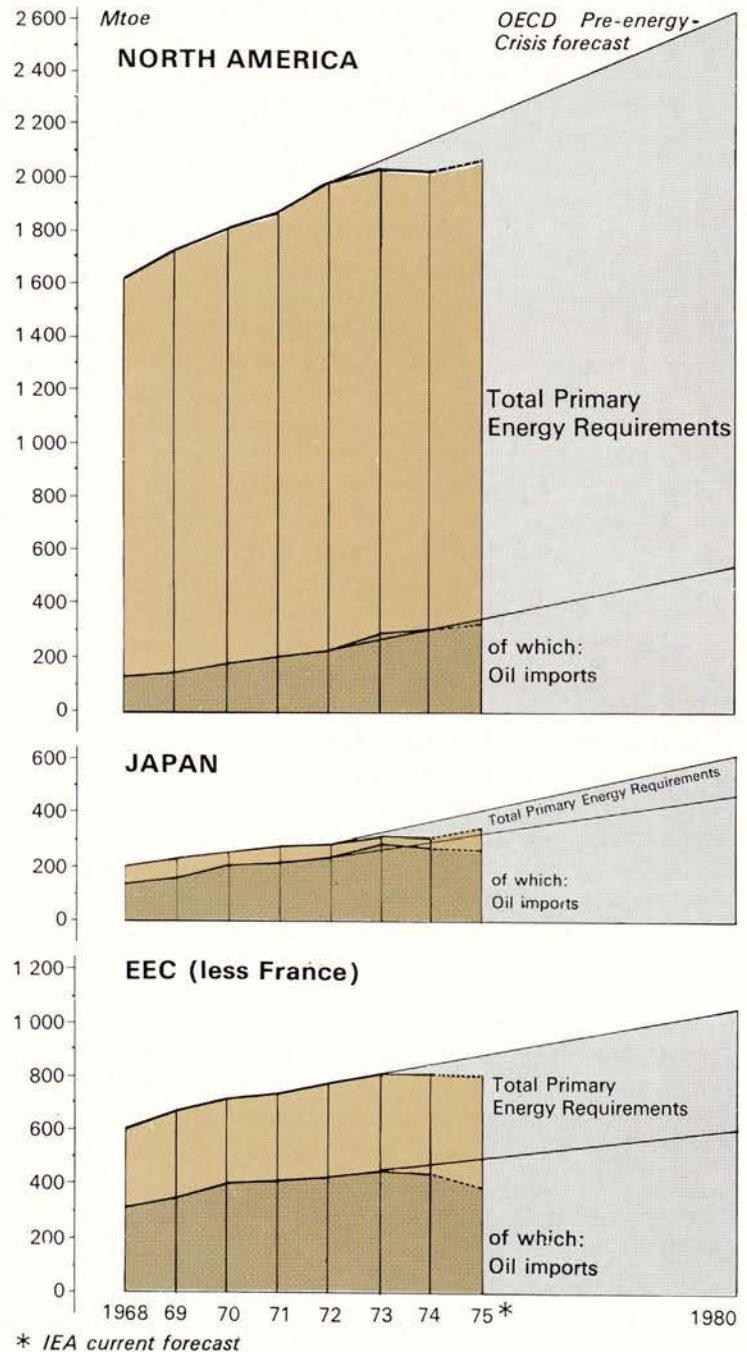 Mtoe
OECD Pre-energy-
Crisis forecast
NORTH AMERICA
2 600
2 400
2 200
2 000
1 800
1 600
1 400
1 200
1 000
800
600
400
200
0
Total Primary
Energy Requirements
of which:
Oil imports
JAPAN
600
400
200
0
Total Primary Energy Requirements
of which:
Oil imports
EEC (less France)
1 200
1 000
800
600
400
200
0
Total Primary
Energy Requirements
of which:
Oil imports
1968 69 70 71 72 73 74 75* 1980
* IEA current forecast